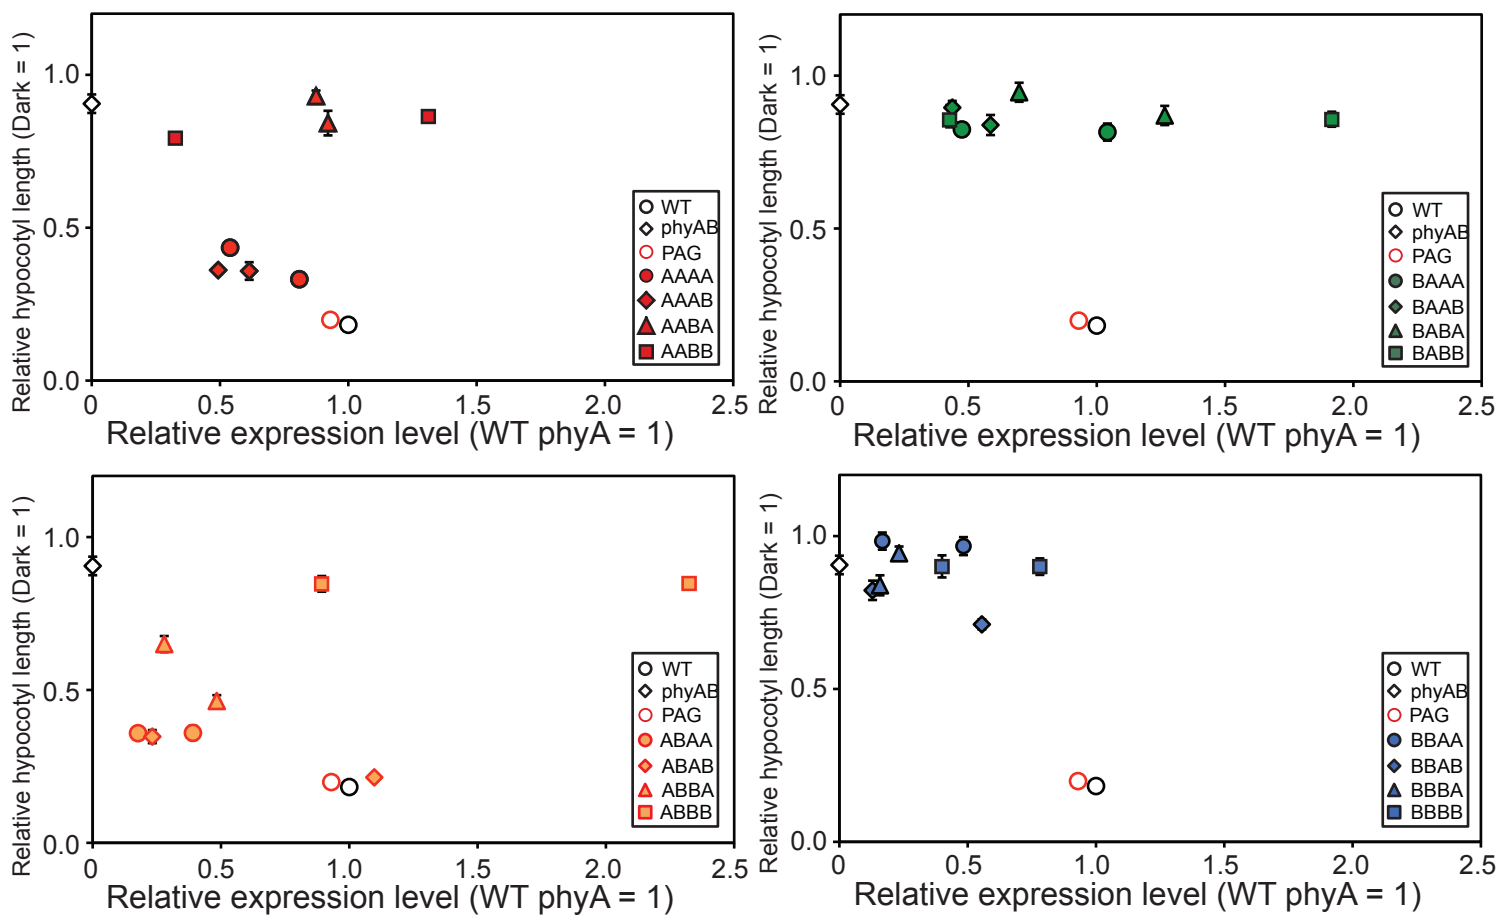 Relative hypocotyl length (Dark = 1)
1.0
0.5
0.0
0
0.5
1.0
1.5
2.0
2.5
Relative expression level (WT phyA = 1)
WT
phyAB
PAG
AAAA
AAAB
AABA
AABB
Relative hypocotyl length (Dark = 1)
1.0
0.5
0.0
0
0.5
1.0
1.5
2.0
2.5
Relative expression level (WT phyA = 1)
WT
phyAB
PAG
BAAA
BAAB
BABA
BABB
Relative hypocotyl length (Dark = 1)
1.0
0.5
0.0
0
0.5
1.0
1.5
2.0
2.5
Relative expression level (WT phyA = 1)
WT
phyAB
PAG
ABAA
ABAB
ABBA
ABBB
Relative hypocotyl length (Dark = 1)
1.0
0.5
0.0
0
0.5
1.0
1.5
2.0
2.5
Relative expression level (WT phyA = 1)
WT
phyAB
PAG
BBAA
BBAB
BBBA
BBBB